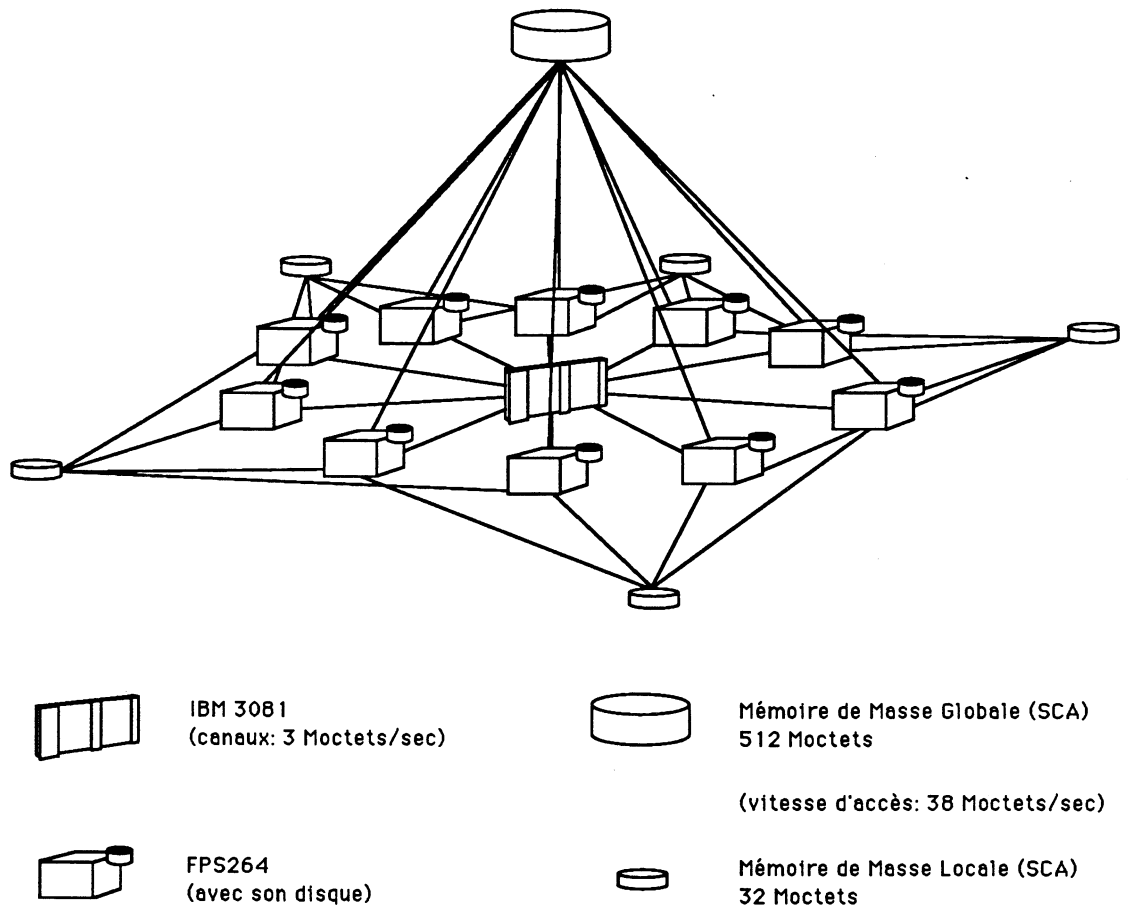 IBM 3081
(canaux: 3 Moctets/sec)
Mémoire de Masse Globale (SCA)
512 Moctets
(vitesse d'accès: 38 Moctets/sec)
FPS264
(avec son disque)
Mémoire de Masse Locale (SCA)
32 Moctets